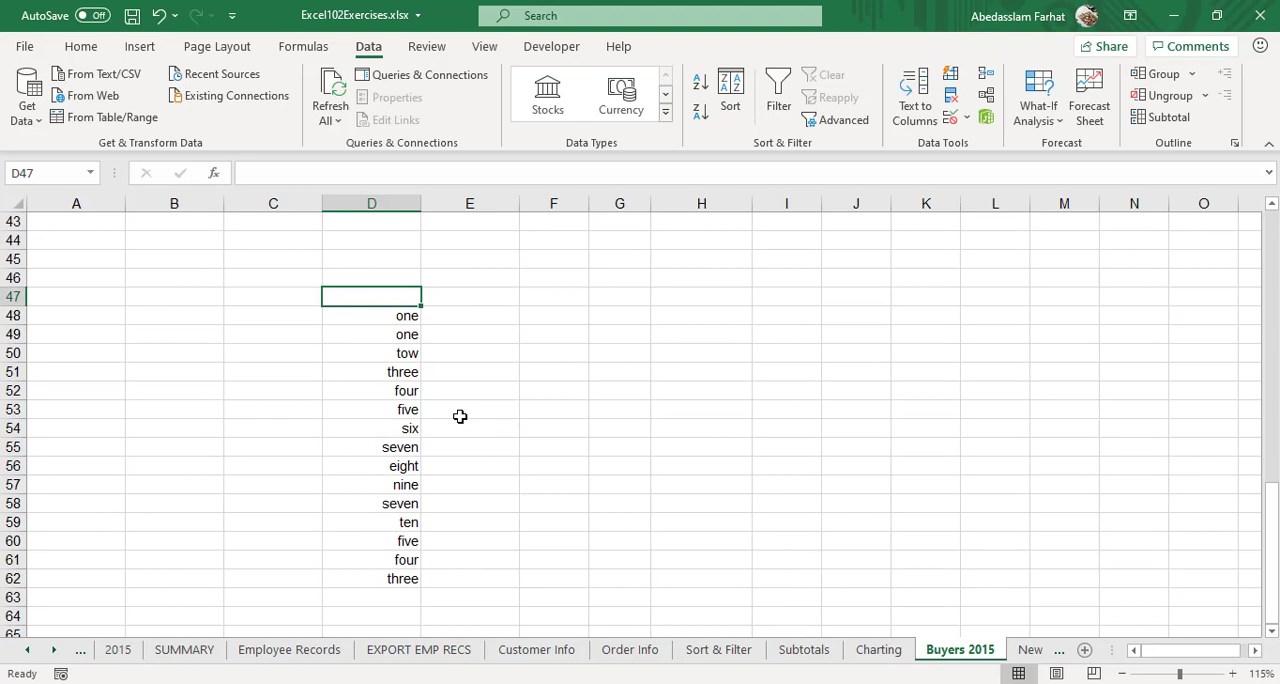 AutoSave Off Excel102Exercises.xlsx Search Abedasslam Farhat
File Home Insert Page Layout Formulas Data Review View Developer Help Share Comments
Get Data
From Text/CSV
From Web
From Table/Range
Recent Sources
Existing Connections
Get & Transform Data
Refresh All
Queries & Connections
Properties
Edit Links
Queries & Connections
Stocks
Currency
Data Types
A Z
Z A
Sort
Filter
Clear
Reapply
Advanced
Sort & Filter
Text to Columns
Data Tools
What-If Analysis
Forecast Sheet
Forecast
Group
Ungroup
Subtotal
Outline
D47 fx
A B C D E F G H I J K L M N O
43
44
45
46
47
48 one
49 one
50 tow
51 three
52 four
53 five
54 six
55 seven
56 eight
57 nine
58 seven
59 ten
60 five
61 four
62 three
63
64
65
... 2015 SUMMARY Employee Records EXPORT EMP RECS Customer Info Order Info Sort & Filter Subtotals Charting Buyers 2015 New ...
Ready 115%